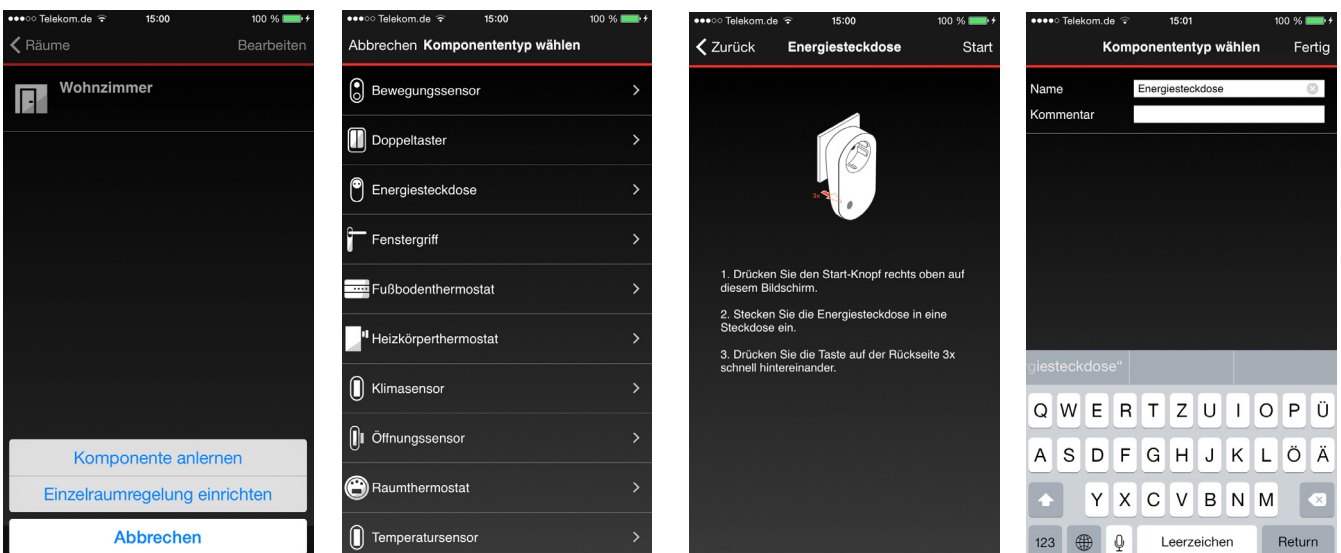 Telekom.de 15:00 100 %
Räume Bearbeiten
Wohnzimmer
Komponente anlernen
Einzelraumregelung einrichten
Abbrechen
Telekom.de 15:00 100 %
Abbrechen Komponententyp wählen
Bewegungssensor
Doppeltaster
Energiesteckdose
Fenstergriff
Fußbodenthermostat
Heizkörperthermostat
Klimasensor
Öffnungssensor
Raumthermostat
Temperatursensor
Telekom.de 15:00 100 %
Zurück Energiesteckdose Start
3x
1. Drücken Sie den Start-Knopf rechts oben auf
diesem Bildschirm.
2. Stecken Sie die Energiesteckdose in eine
Steckdose ein.
3. Drücken Sie die Taste auf der Rückseite 3x
schnell hintereinander.
Telekom.de 15:01 100 %
Komponententyp wählen Fertig
Name Energiesteckdose
Kommentar
giesteckdose“
Q W E R T Z U I O P Ü
A S D F G H J K L Ö Ä
Y X C V B N M
123 Leerzeichen Return